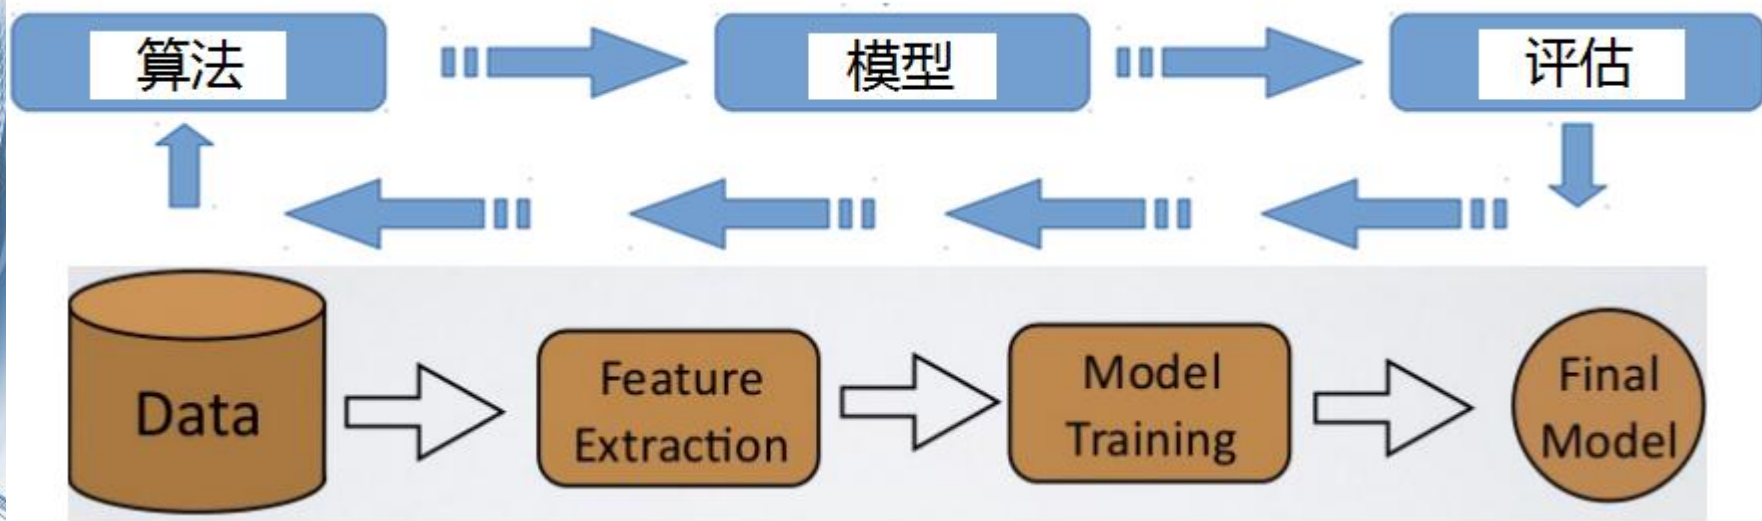 算法
模型
评估
Data
Feature
Extraction
Model
Training
Final
Model